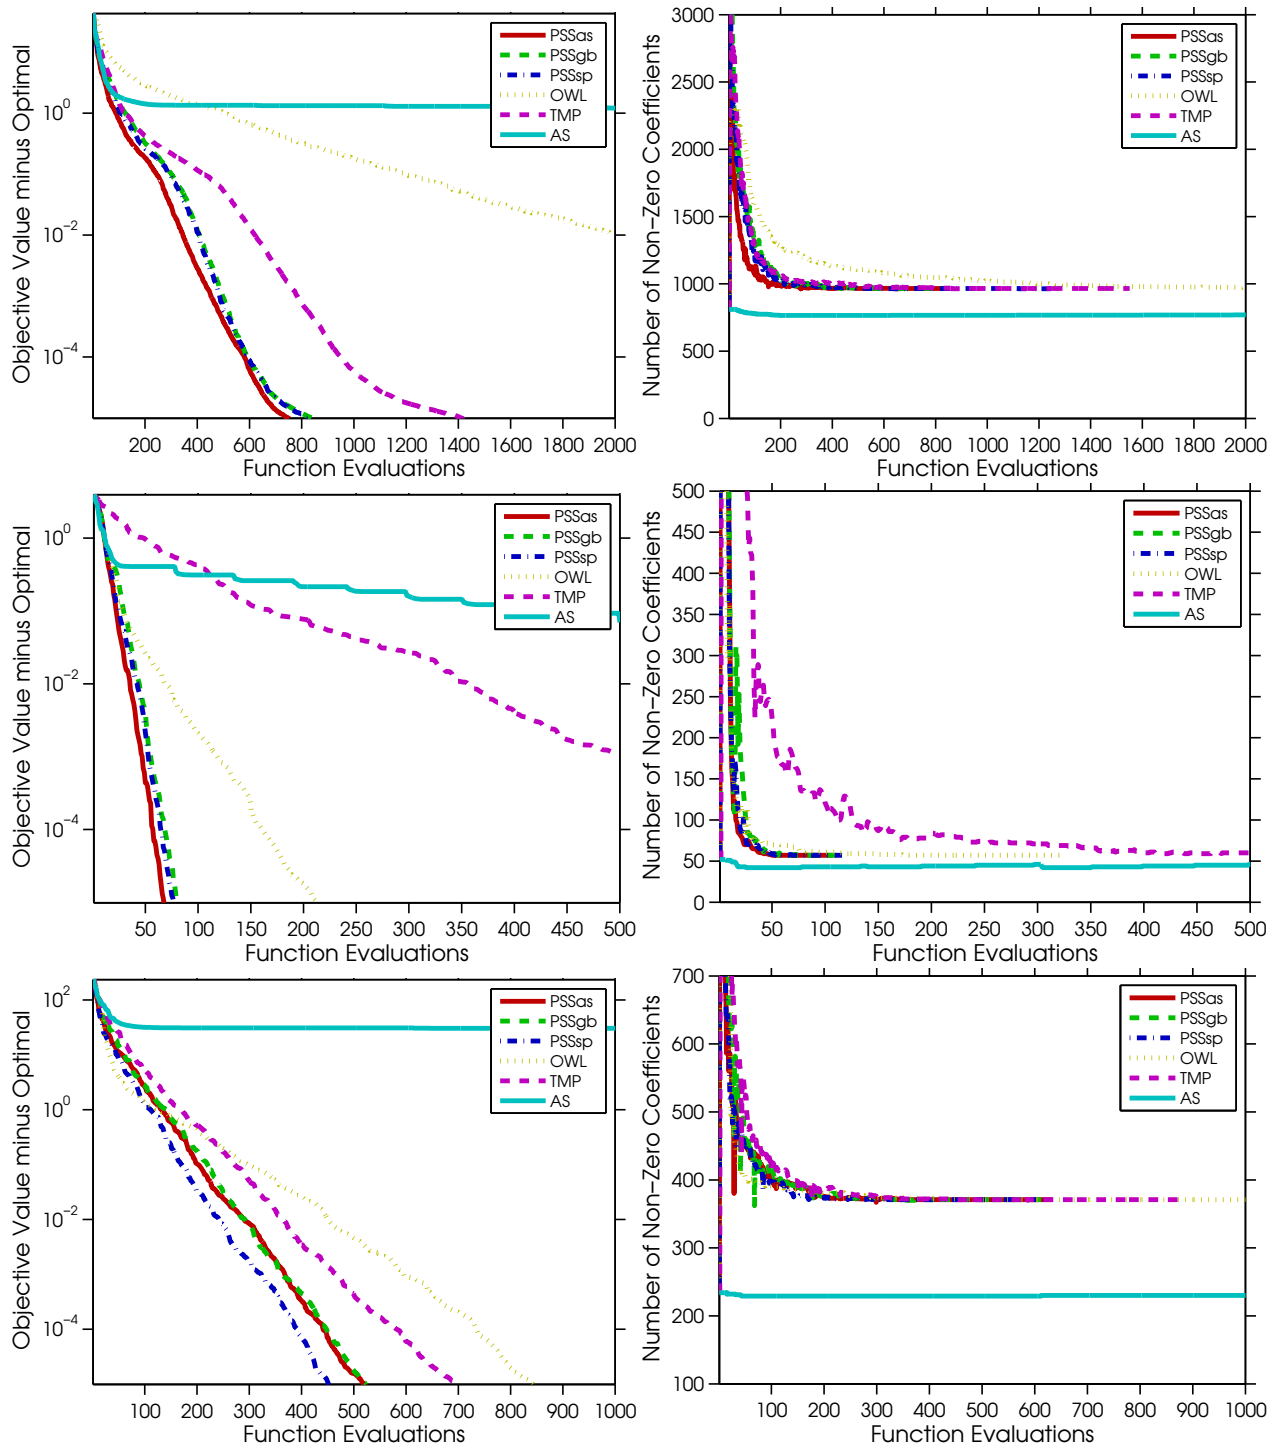 Objective Value minus Optimal
10^0
10^−2
10^−4
PSSas
PSSgb
PSSsp
OWL
TMP
AS
200 400 600 800 1000 1200 1400 1600 1800 2000
Function Evaluations
Number of Non−Zero Coefficients
3000
2500
2000
1500
1000
500
0
PSSas
PSSgb
PSSsp
OWL
TMP
AS
200 400 600 800 1000 1200 1400 1600 1800 2000
Function Evaluations
Objective Value minus Optimal
10^0
10^−2
10^−4
PSSas
PSSgb
PSSsp
OWL
TMP
AS
50 100 150 200 250 300 350 400 450 500
Function Evaluations
Number of Non−Zero Coefficients
500
450
400
350
300
250
200
150
100
50
0
PSSas
PSSgb
PSSsp
OWL
TMP
AS
50 100 150 200 250 300 350 400 450 500
Function Evaluations
Objective Value minus Optimal
10^2
10^0
10^−2
10^−4
PSSas
PSSgb
PSSsp
OWL
TMP
AS
100 200 300 400 500 600 700 800 900 1000
Function Evaluations
Number of Non−Zero Coefficients
700
600
500
400
300
200
100
PSSas
PSSgb
PSSsp
OWL
TMP
AS
100 200 300 400 500 600 700 800 900 1000
Function Evaluations